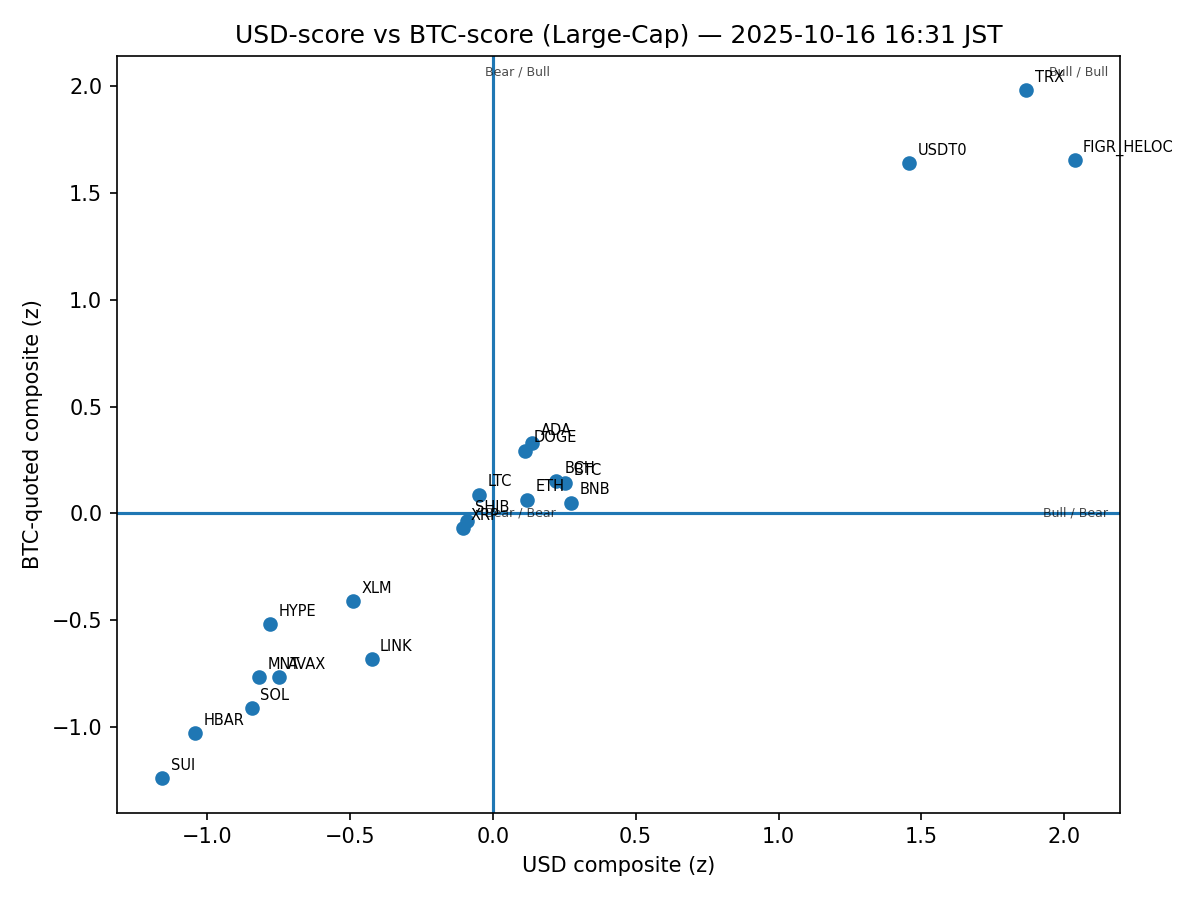 USD-score vs BTC-score (Large-Cap) — 2025-10-16 16:31 JST
Bear / Bull
Bull / Bull
TRX
FIGR_HELOC
USDT0
ADA
DOGE
BCH
BTC
LTC
ETH
BNB
SHIB
XRP
Bear / Bear
Bull / Bear
XLM
HYPE
LINK
MNT
AVAX
SOL
HBAR
SUI
2.0
1.5
1.0
0.5
0.0
−0.5
−1.0
BTC-quoted composite (z)
−1.0
−0.5
0.0
0.5
1.0
1.5
2.0
USD composite (z)